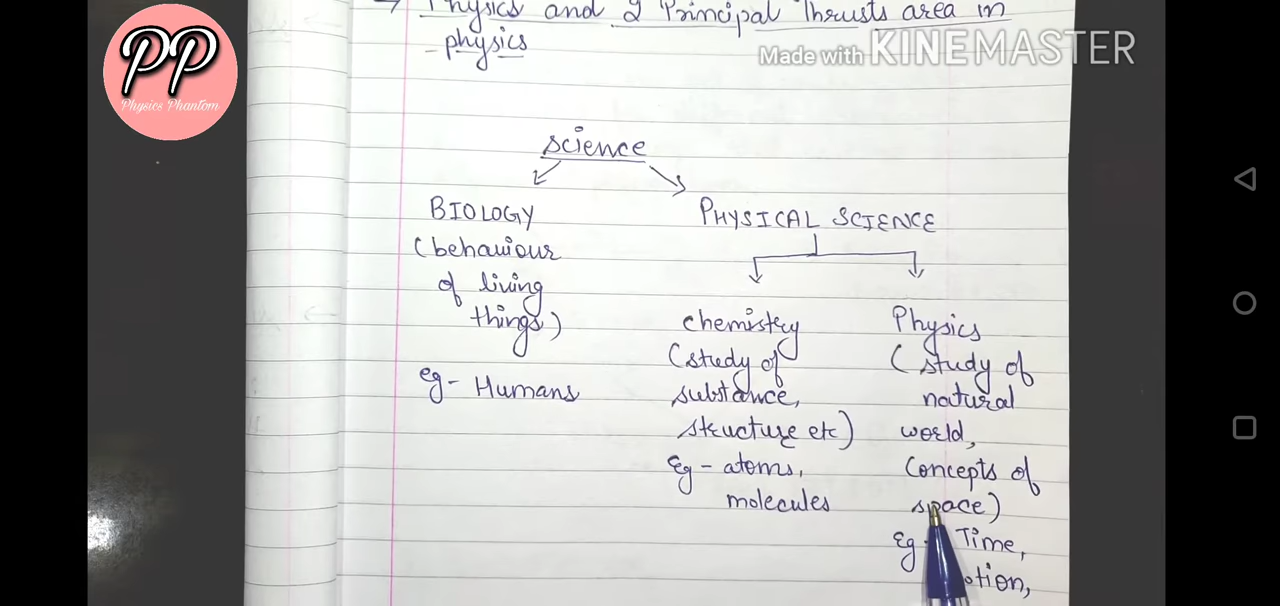 Physics and 2 Principal Thrusts area in
physics
PP
Physics Phantom
Made with KINEMASTER
science
BIOLOGY
(behaviour
of living
things)
eg- Humans
PHYSICAL SCIENCE
chemistry
(study of
substance,
structure etc)
Eg - atoms,
molecules
Physics
(study of
natural
world,
Concepts of
space)
Eg - Time,
otion,